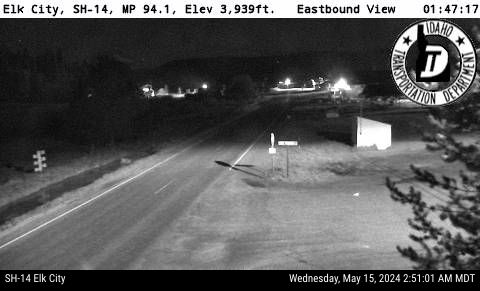 Elk City, SH-14, MP 94.1, Elev 3,939ft.   Eastbound View   01:47:17
IDAHO
TRANSPORTATION DEPARTMENT
SH-14 Elk City
Wednesday, May 15, 2024 2:51:01 AM MDT